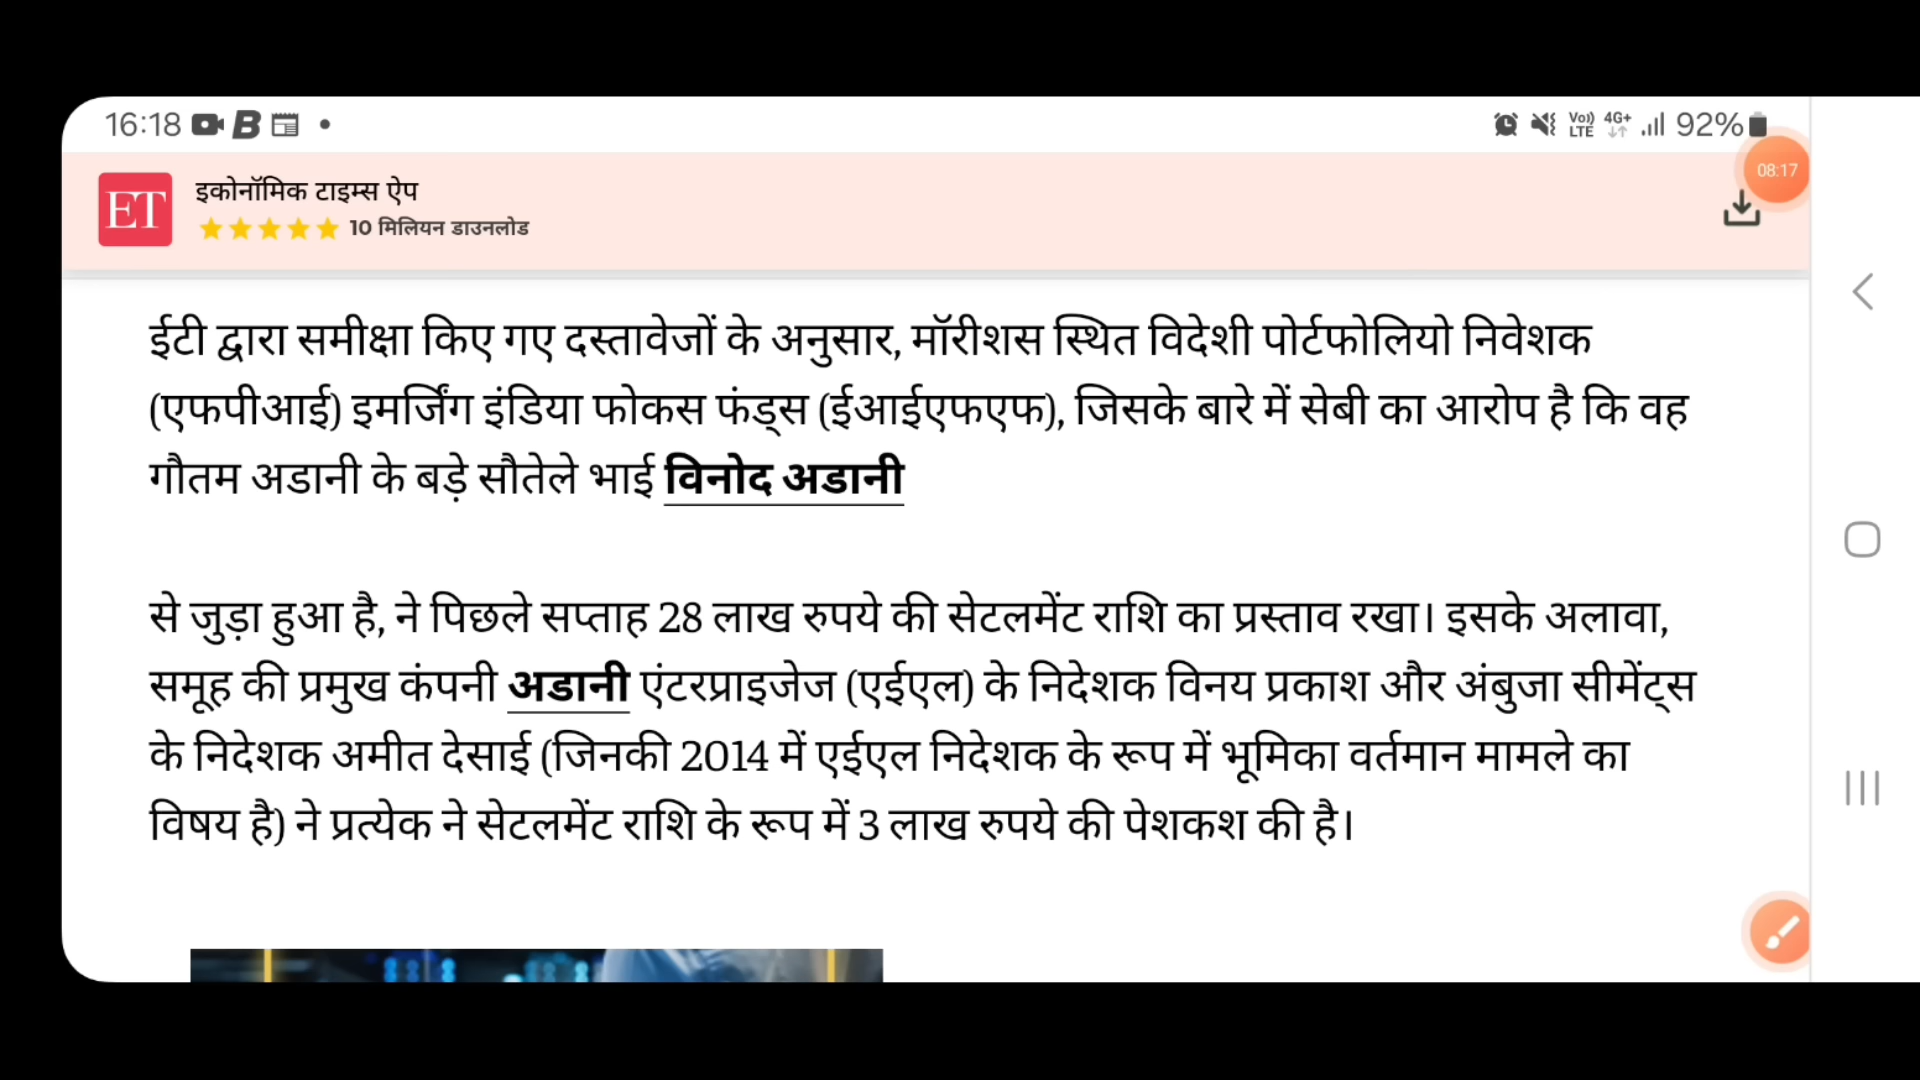 16:18
Vo)) LTE 4G+ 92%
08:17
ET
इकोनॉमिक टाइम्स ऐप
10 मिलियन डाउनलोड
ईटी द्वारा समीक्षा किए गए दस्तावेजों के अनुसार, मॉरीशस स्थित विदेशी पोर्टफोलियो निवेशक
(एफपीआई) इमर्जिंग इंडिया फोकस फंड्स (ईआईएफएफ), जिसके बारे में सेबी का आरोप है कि वह
गौतम अडानी के बड़े सौतेले भाई विनोद अडानी
से जुड़ा हुआ है, ने पिछले सप्ताह 28 लाख रुपये की सेटलमेंट राशि का प्रस्ताव रखा। इसके अलावा,
समूह की प्रमुख कंपनी अडानी एंटरप्राइजेज (एईएल) के निदेशक विनय प्रकाश और अंबुजा सीमेंट्स
के निदेशक अमीत देसाई (जिनकी 2014 में एईएल निदेशक के रूप में भूमिका वर्तमान मामले का
विषय है) ने प्रत्येक ने सेटलमेंट राशि के रूप में 3 लाख रुपये की पेशकश की है।